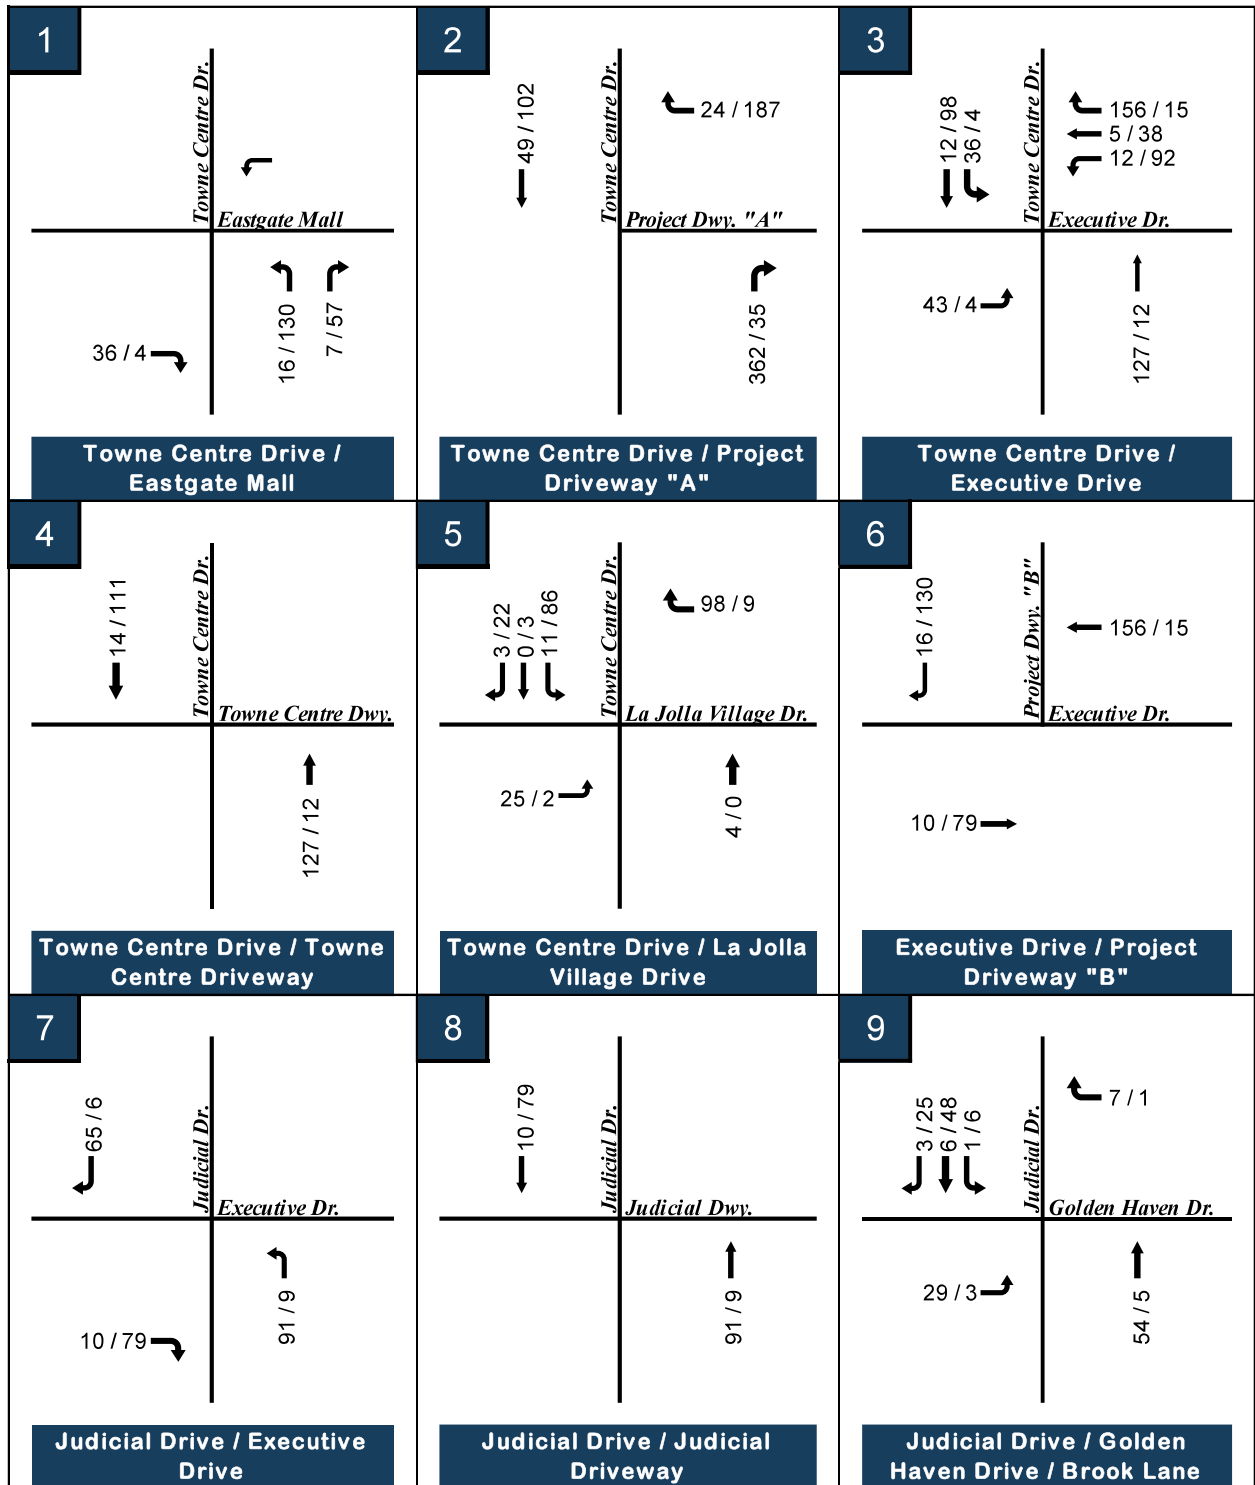 1
Towne Centre Dr.
Eastgate Mall
36 / 4
16 / 130
7 / 57
Towne Centre Drive /
Eastgate Mall
2
49 / 102
Towne Centre Dr.
24 / 187
Project Dwy. "A"
362 / 35
Towne Centre Drive / Project
Driveway "A"
3
12 / 98
36 / 4
Towne Centre Dr.
156 / 15
5 / 38
12 / 92
Executive Dr.
43 / 4
127 / 12
Towne Centre Drive /
Executive Drive
4
14 / 111
Towne Centre Dr.
Towne Centre Dwy.
127 / 12
Towne Centre Drive / Towne
Centre Driveway
5
3 / 22
0 / 3
11 / 86
Towne Centre Dr.
98 / 9
La Jolla Village Dr.
25 / 2
4 / 0
Towne Centre Drive / La Jolla
Village Drive
6
16 / 130
Project Dwy. "B"
156 / 15
Executive Dr.
10 / 79
Executive Drive / Project
Driveway "B"
7
65 / 6
Judicial Dr.
Executive Dr.
10 / 79
91 / 9
Judicial Drive / Executive
Drive
8
10 / 79
Judicial Dr.
Judicial Dwy.
91 / 9
Judicial Drive / Judicial
Driveway
9
3 / 25
6 / 48
1 / 6
Judicial Dr.
7 / 1
Golden Haven Dr.
29 / 3
54 / 5
Judicial Drive / Golden
Haven Drive / Brook Lane